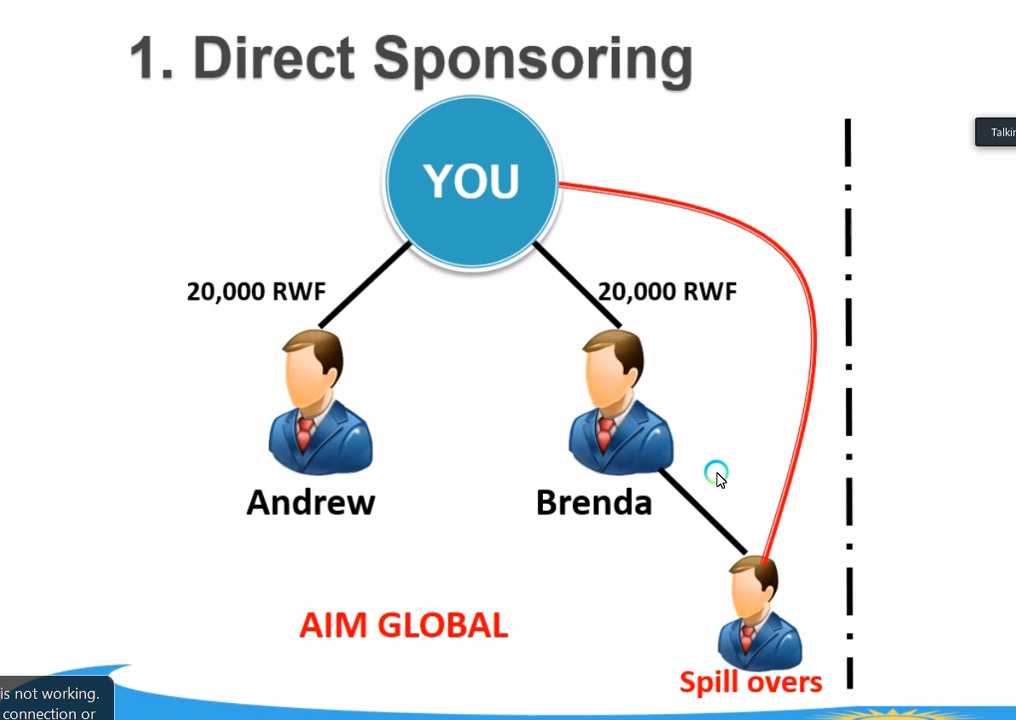 1. Direct Sponsoring
Talkin
YOU
20,000 RWF
20,000 RWF
Andrew
Brenda
AIM GLOBAL
Spill overs
is not working.
connection or